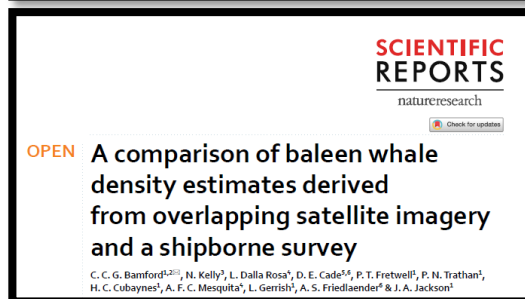 SCIENTIFIC
REPORTS
natureresearch
Check for updates
OPEN
A comparison of baleen whale
density estimates derived
from overlapping satellite imagery
and a shipborne survey
C. C. G. Bamford¹,²✉, N. Kelly³, L. Dalla Rosa⁴, D. E. Cade⁵,⁶, P. T. Fretwell¹, P. N. Trathan¹,
H. C. Cubaynes¹, A. F. C. Mesquita⁴, L. Gerrish¹, A. S. Friedlaender⁶ & J. A. Jackson¹